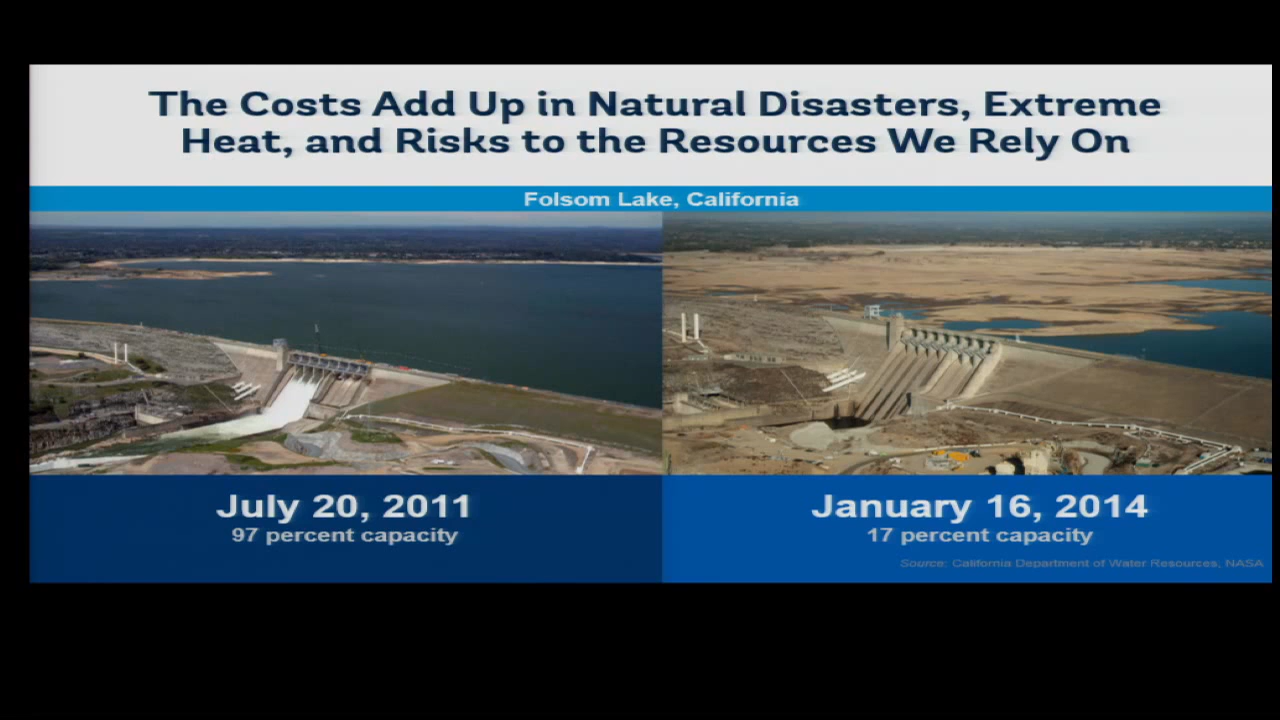 The Costs Add Up in Natural Disasters, Extreme
Heat, and Risks to the Resources We Rely On
Folsom Lake, California
July 20, 2011
97 percent capacity
January 16, 2014
17 percent capacity
Source: California Department of Water Resources, NASA